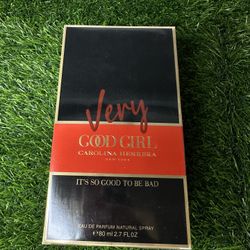 Very
GOOD GIRL
CAROLINA HERRERA
NEW YORK
IT'S SO GOOD TO BE BAD
EAU DE PARFUM NATURAL SPRAY
℮ 80 ml 2.7 FL.OZ